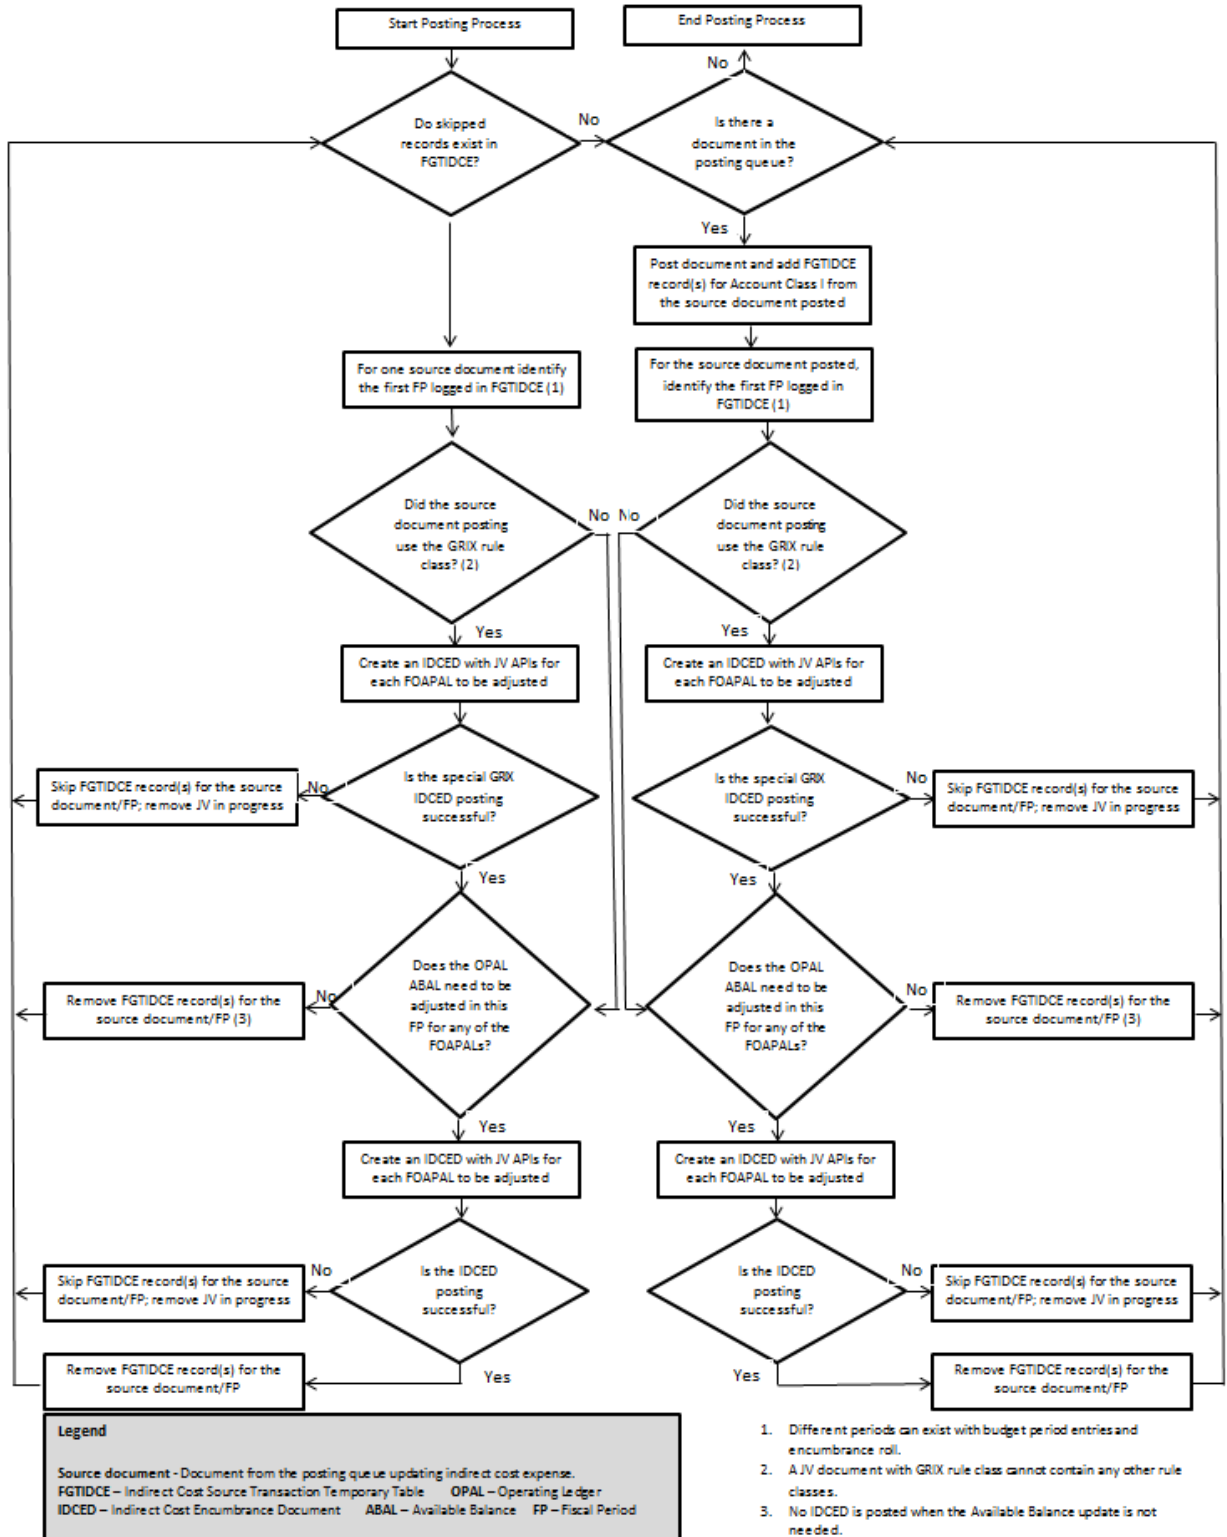 Start Posting Process
End Posting Process
No
Do skipped
records exist in
FGTIDCE?
No
Is there a
document in the
posting queue?
Yes
Post document and add FGTIDCE
record(s) for Account Class I from
the source document posted
For one source document identify
the first FP logged in FGTIDCE (1)
For the source document posted,
identify the first FP logged in
FGTIDCE (1)
Did the source
document posting
use the GRIX rule
class? (2)
No
No
Did the source
document posting
use the GRIX rule
class? (2)
Yes
Yes
Create an IDCED with JV APIs for
each FOAPAL to be adjusted
Create an IDCED with JV APIs for
each FOAPAL to be adjusted
Skip FGTIDCE record(s) for the source
document/FP; remove JV in progress
No
Is the special GRIX
IDCED posting
successful?
Is the special GRIX
IDCED posting
successful?
No
Skip FGTIDCE record(s) for the source
document/FP; remove JV in progress
Yes
Yes
Remove FGTIDCE record(s) for the
source document/FP (3)
No
Does the OPAL
ABAL need to be
adjusted in this
FP for any of the
FOAPALs?
Does the OPAL
ABAL need to be
adjusted in this
FP for any of the
FOAPALs?
No
Remove FGTIDCE record(s) for the
source document/FP (3)
Yes
Yes
Create an IDCED with JV APIs for
each FOAPAL to be adjusted
Create an IDCED with JV APIs for
each FOAPAL to be adjusted
Skip FGTIDCE record(s) for the source
document/FP; remove JV in progress
No
Is the IDCED
posting
successful?
Is the IDCED
posting
successful?
No
Skip FGTIDCE record(s) for the source
document/FP; remove JV in progress
Remove FGTIDCE record(s) for the
source document/FP
Yes
Yes
Remove FGTIDCE record(s) for the
source document/FP
Legend
Source document - Document from the posting queue updating indirect cost expense.
FGTIDCE – Indirect Cost Source Transaction Temporary Table OPAL – Operating Ledger
IDCED – Indirect Cost Encumbrance Document ABAL – Available Balance FP – Fiscal Period
1. Different periods can exist with budget period entries and
encumbrance roll.
2. A JV document with GRIX rule class cannot contain any other rule
classes.
3. No IDCED is posted when the Available Balance update is not
needed.